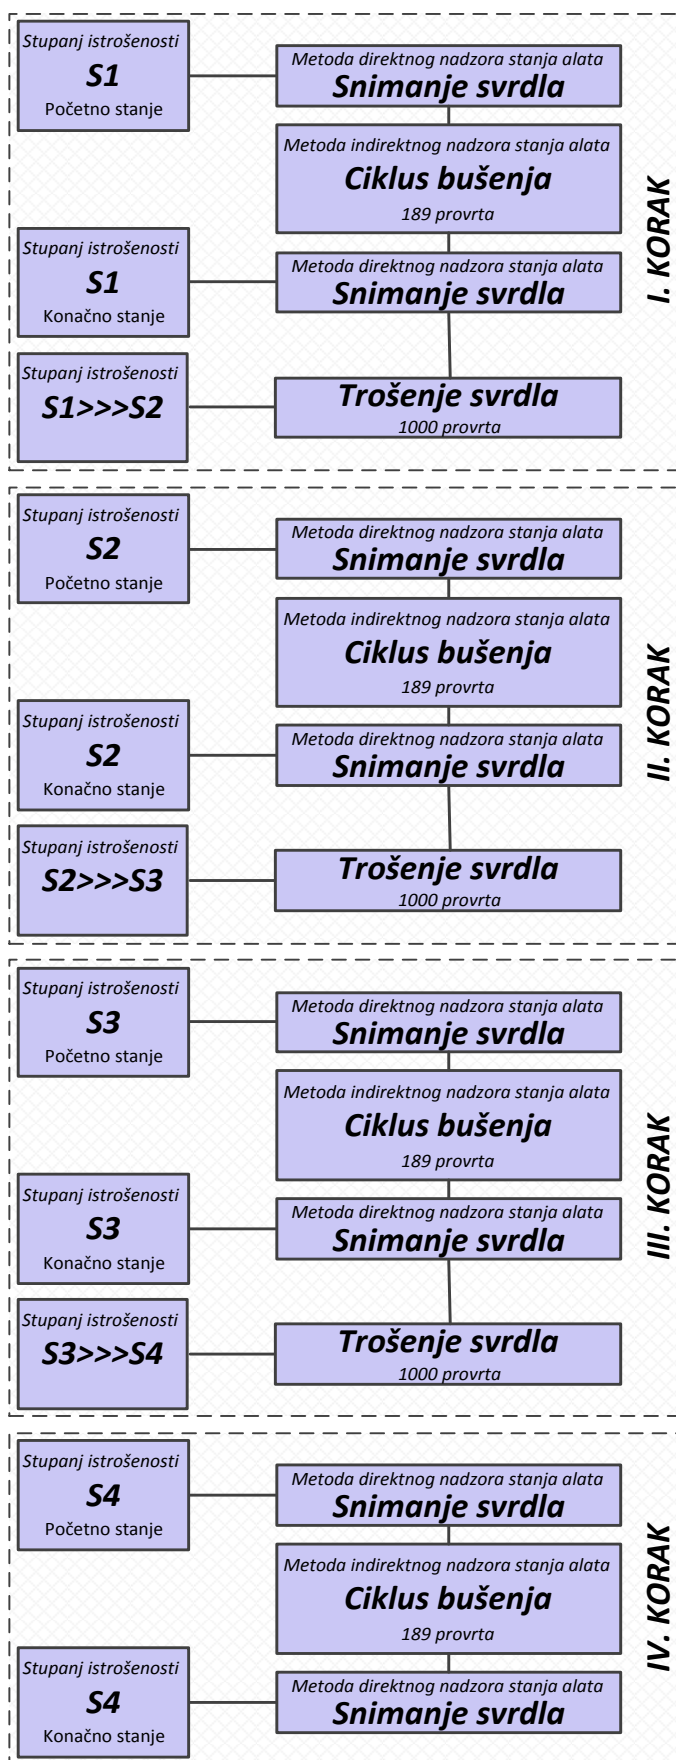 Stupanj istrošenosti
S1
Početno stanje
Metoda direktnog nadzora stanja alata
Snimanje svrdla
Metoda indirektnog nadzora stanja alata
Ciklus bušenja
189 provrta
Stupanj istrošenosti
S1
Konačno stanje
Metoda direktnog nadzora stanja alata
Snimanje svrdla
Stupanj istrošenosti
S1>>>S2
Trošenje svrdla
1000 provrta
I. KORAK
Stupanj istrošenosti
S2
Početno stanje
Metoda direktnog nadzora stanja alata
Snimanje svrdla
Metoda indirektnog nadzora stanja alata
Ciklus bušenja
189 provrta
Stupanj istrošenosti
S2
Konačno stanje
Metoda direktnog nadzora stanja alata
Snimanje svrdla
Stupanj istrošenosti
S2>>>S3
Trošenje svrdla
1000 provrta
II. KORAK
Stupanj istrošenosti
S3
Početno stanje
Metoda direktnog nadzora stanja alata
Snimanje svrdla
Metoda indirektnog nadzora stanja alata
Ciklus bušenja
189 provrta
Stupanj istrošenosti
S3
Konačno stanje
Metoda direktnog nadzora stanja alata
Snimanje svrdla
Stupanj istrošenosti
S3>>>S4
Trošenje svrdla
1000 provrta
III. KORAK
Stupanj istrošenosti
S4
Početno stanje
Metoda direktnog nadzora stanja alata
Snimanje svrdla
Metoda indirektnog nadzora stanja alata
Ciklus bušenja
189 provrta
Stupanj istrošenosti
S4
Konačno stanje
Metoda direktnog nadzora stanja alata
Snimanje svrdla
IV. KORAK